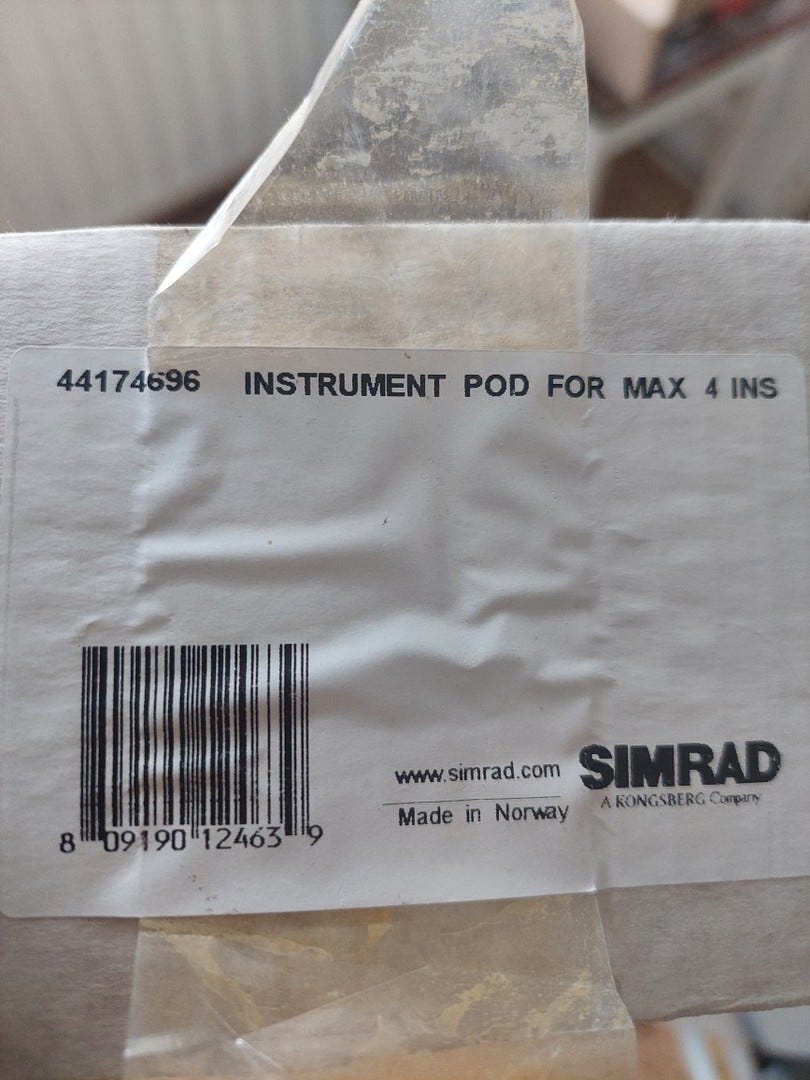 44174696 INSTRUMENT POD FOR MAX 4 INS
www.simrad.com
Made in Norway
SIMRAD
A KONGSBERG Company
8 09190 12463 9